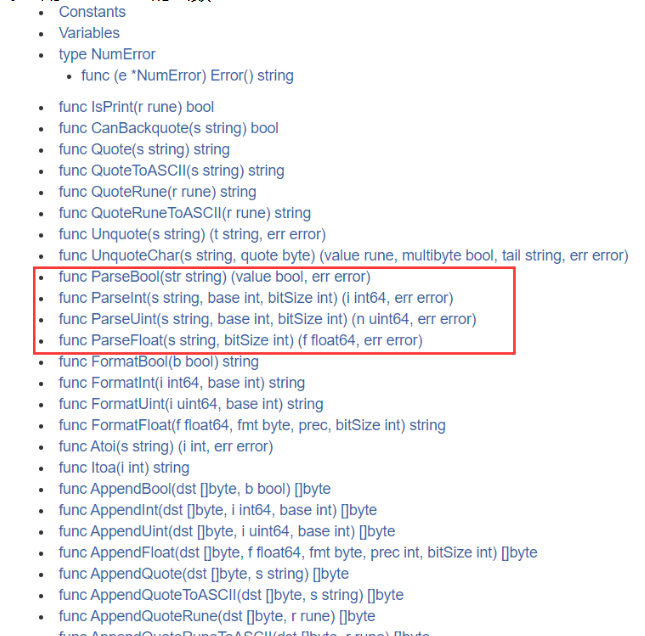 Constants
Variables
type NumError
func (e *NumError) Error() string
func IsPrint(r rune) bool
func CanBackquote(s string) bool
func Quote(s string) string
func QuoteToASCII(s string) string
func QuoteRune(r rune) string
func QuoteRuneToASCII(r rune) string
func Unquote(s string) (t string, err error)
func UnquoteChar(s string, quote byte) (value rune, multibyte bool, tail string, err error)
func ParseBool(str string) (value bool, err error)
func ParseInt(s string, base int, bitSize int) (i int64, err error)
func ParseUint(s string, base int, bitSize int) (n uint64, err error)
func ParseFloat(s string, bitSize int) (f float64, err error)
func FormatBool(b bool) string
func FormatInt(i int64, base int) string
func FormatUint(i uint64, base int) string
func FormatFloat(f float64, fmt byte, prec, bitSize int) string
func Atoi(s string) (i int, err error)
func Itoa(i int) string
func AppendBool(dst []byte, b bool) []byte
func AppendInt(dst []byte, i int64, base int) []byte
func AppendUint(dst []byte, i uint64, base int) []byte
func AppendFloat(dst []byte, f float64, fmt byte, prec int, bitSize int) []byte
func AppendQuote(dst []byte, s string) []byte
func AppendQuoteToASCII(dst []byte, s string) []byte
func AppendQuoteRune(dst []byte, r rune) []byte
func AppendQuoteRuneToASCII(dst []byte, r rune) []byte